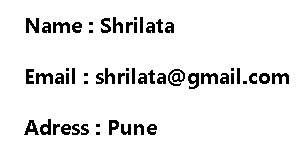 Name : Shrilata
Email : shrilata@gmail.com
Adress : Pune